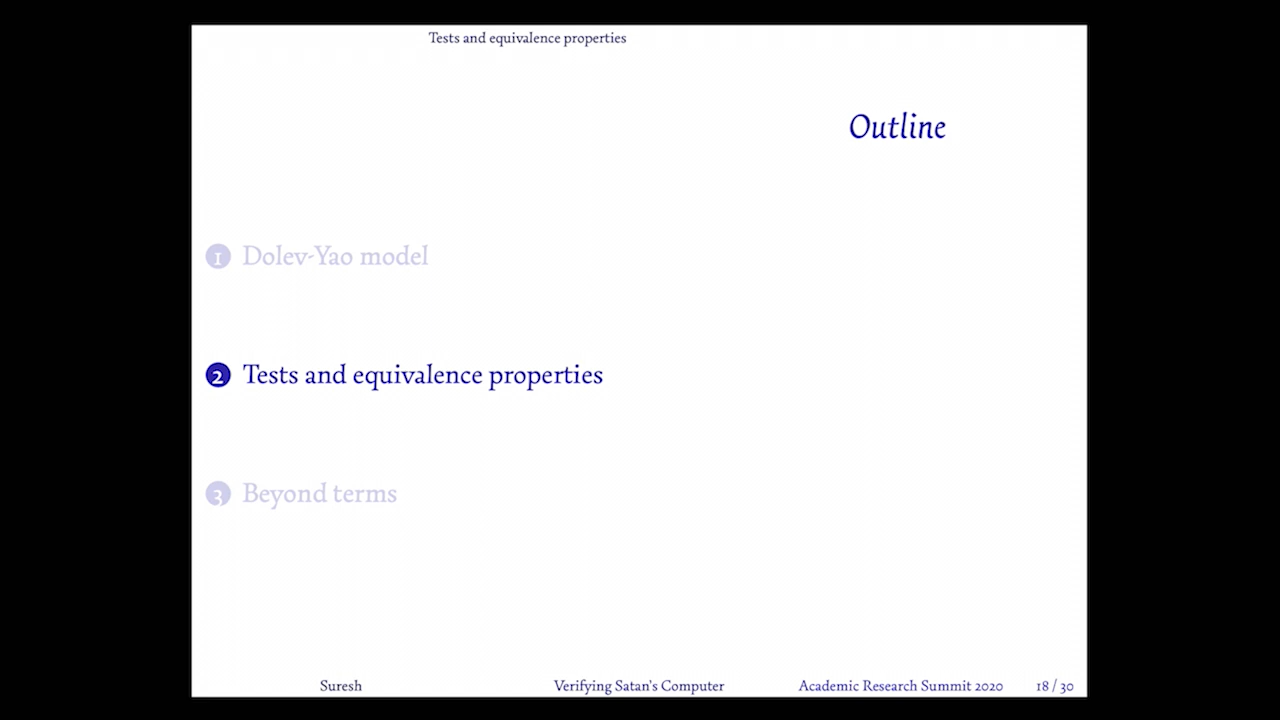 Tests and equivalence properties
Outline
1 Dolev-Yao model
2 Tests and equivalence properties
3 Beyond terms
Suresh Verifying Satan's Computer Academic Research Summit 2020 18 / 30